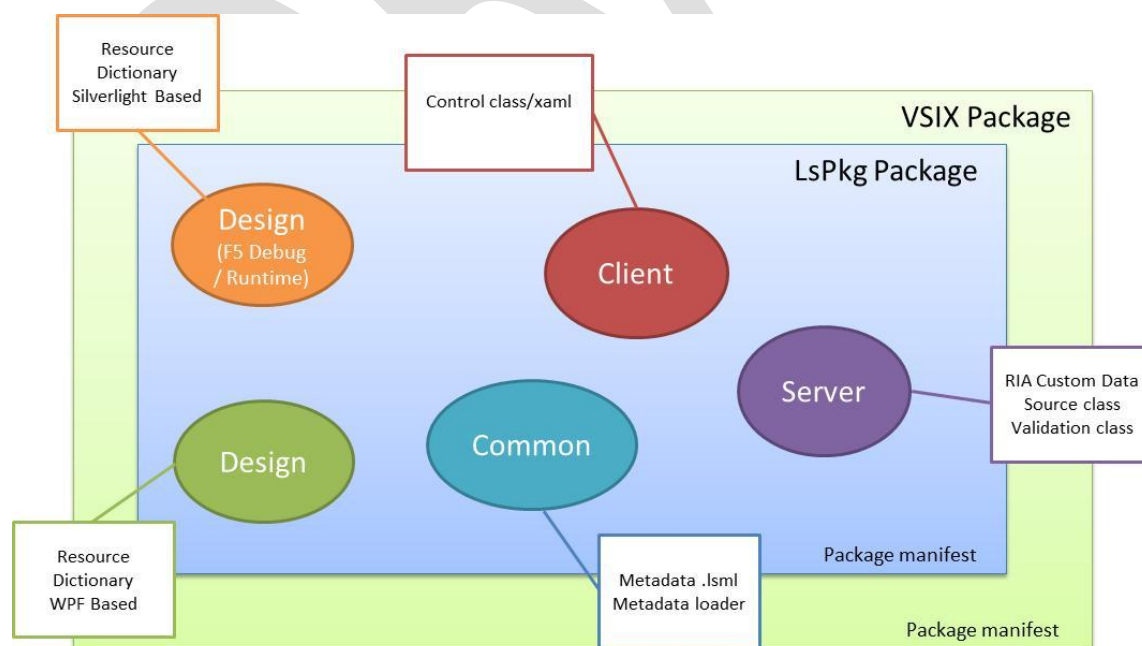 Resource
Dictionary
Silverlight Based
Control class/xaml
VSIX Package
LsPkg Package
Design
(F5 Debug
/ Runtime)
Client
Server
RIA Custom Data
Source class
Validation class
Common
Design
Package manifest
Resource
Dictionary
WPF Based
Metadata .lsml
Metadata loader
Package manifest